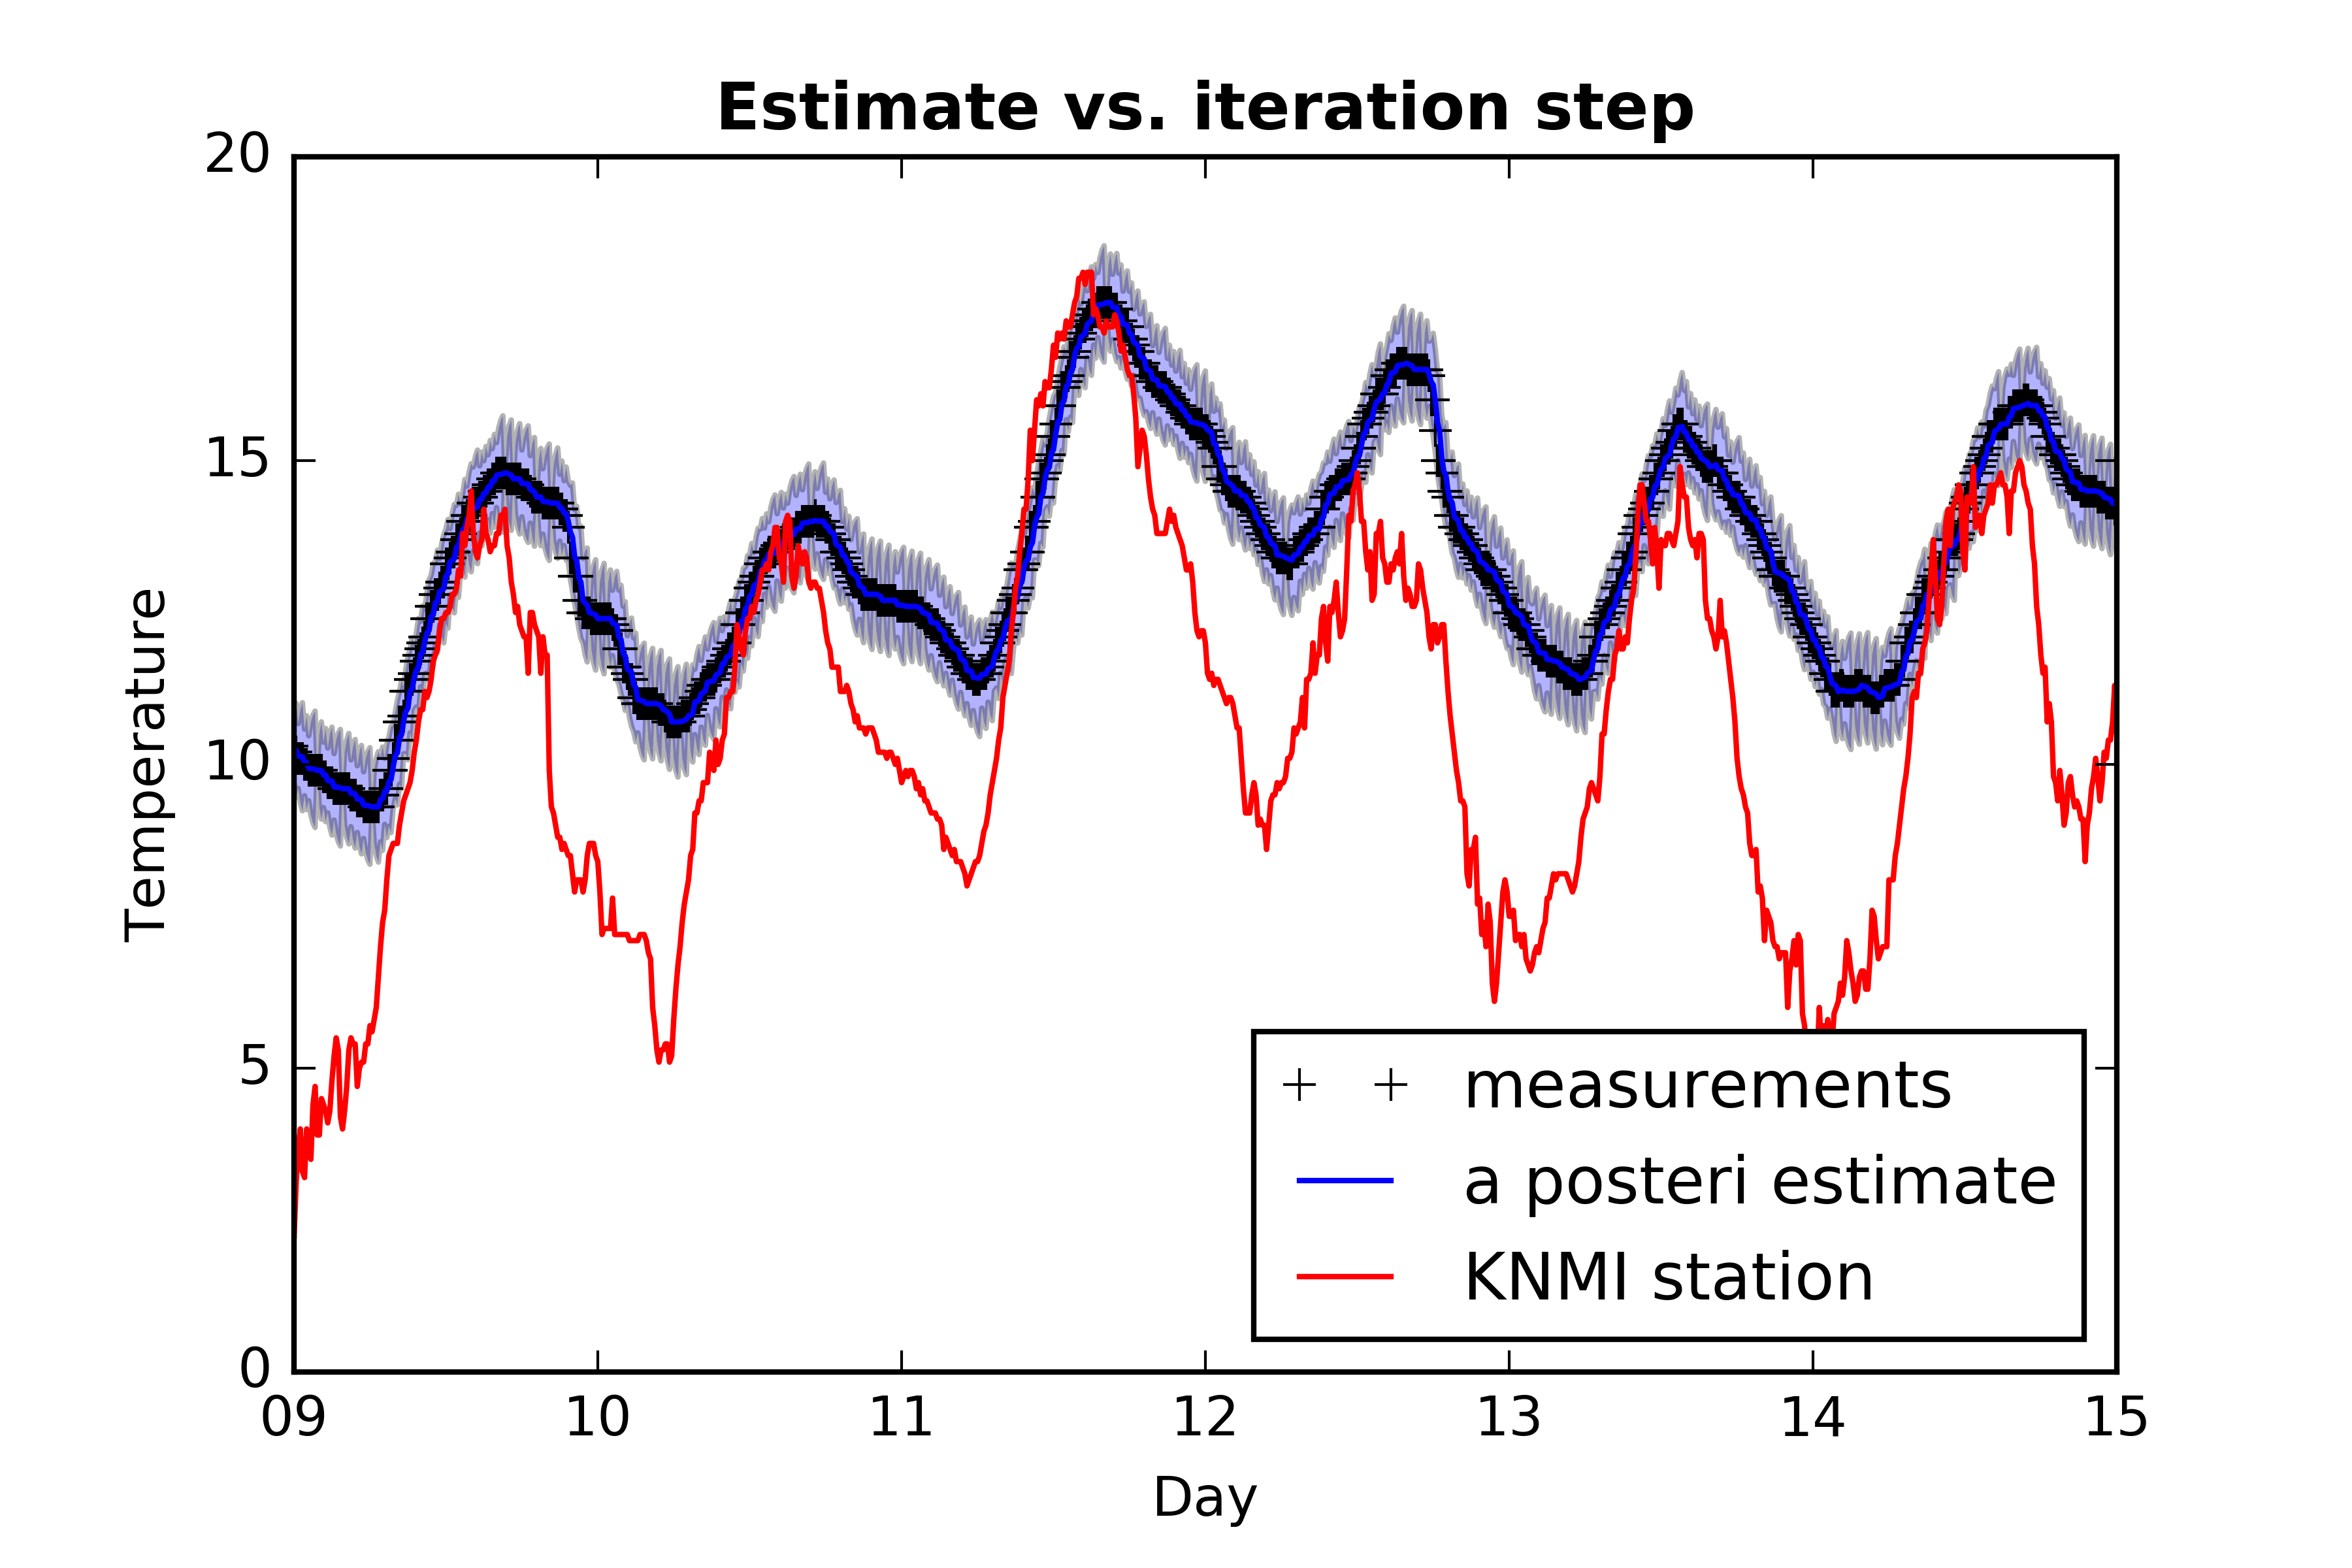 Estimate vs. iteration step
20
15
10
5
0
Temperature
measurements
a posteri estimate
KNMI station
09 10 11 12 13 14 15
Day